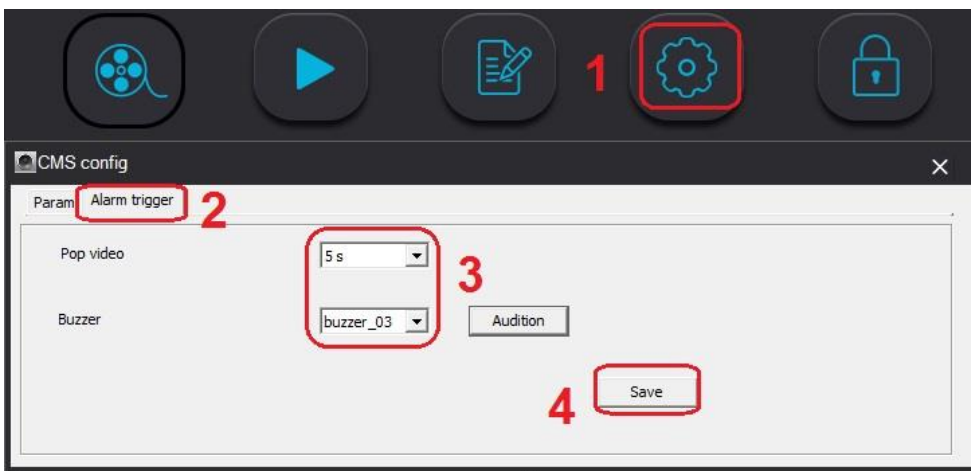 1
CMS config
Param Alarm trigger 2
Pop video 5 s
3
Buzzer buzzer_03 Audition
4 Save